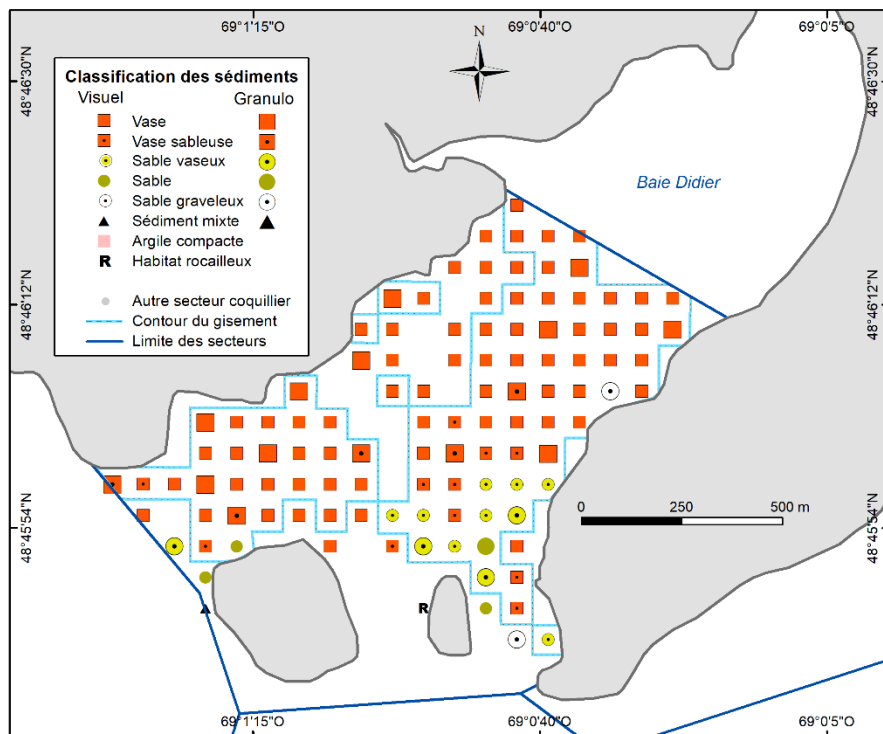 69°1'15"O 69°0'40"O 69°0'5"O
N
48°46'30"N 48°46'30"N
Classification des sédiments
Visuel Granulo
Vase
Vase sableuse
Sable vaseux
Sable
Sable graveleux
Sédiment mixte
Argile compacte
R Habitat rocailleux
Autre secteur coquillier
Contour du gisement
Limite des secteurs
Baie Didier
48°46'12"N 48°46'12"N
0 250 500 m
48°45'54"N 48°45'54"N
R
69°1'15"O 69°0'40"O 69°0'5"O